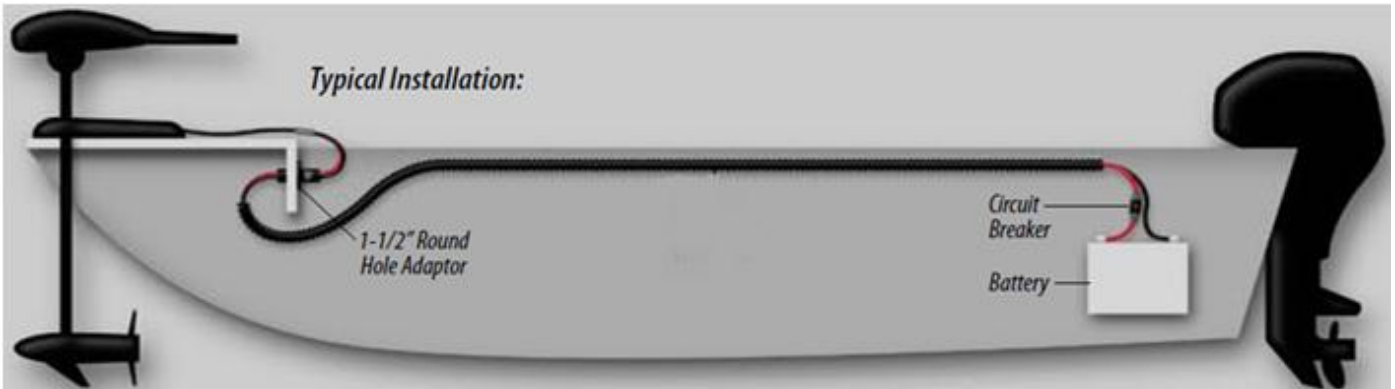 Typical Installation:
1-1/2" Round
Hole Adaptor
Circuit
Breaker
Battery